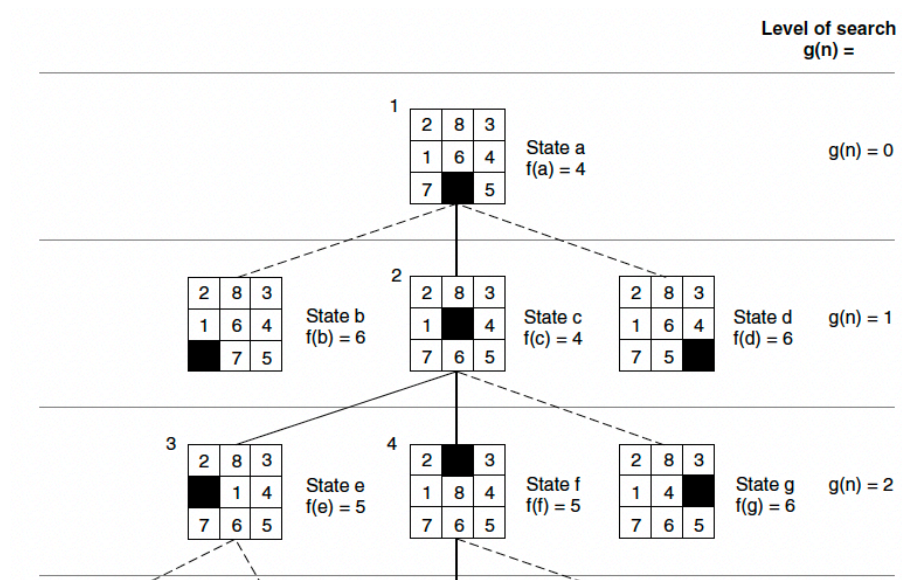 Level of search
g(n) =
1
2 8 3
1 6 4
7 5
State a
f(a) = 4
g(n) = 0
2 8 3
1 6 4
7 5
State b
f(b) = 6
2
2 8 3
1 4
7 6 5
State c
f(c) = 4
2 8 3
1 6 4
7 5
State d
f(d) = 6
g(n) = 1
3
2 8 3
1 4
7 6 5
State e
f(e) = 5
4
2 3
1 8 4
7 6 5
State f
f(f) = 5
2 8 3
1 4
7 6 5
State g
f(g) = 6
g(n) = 2